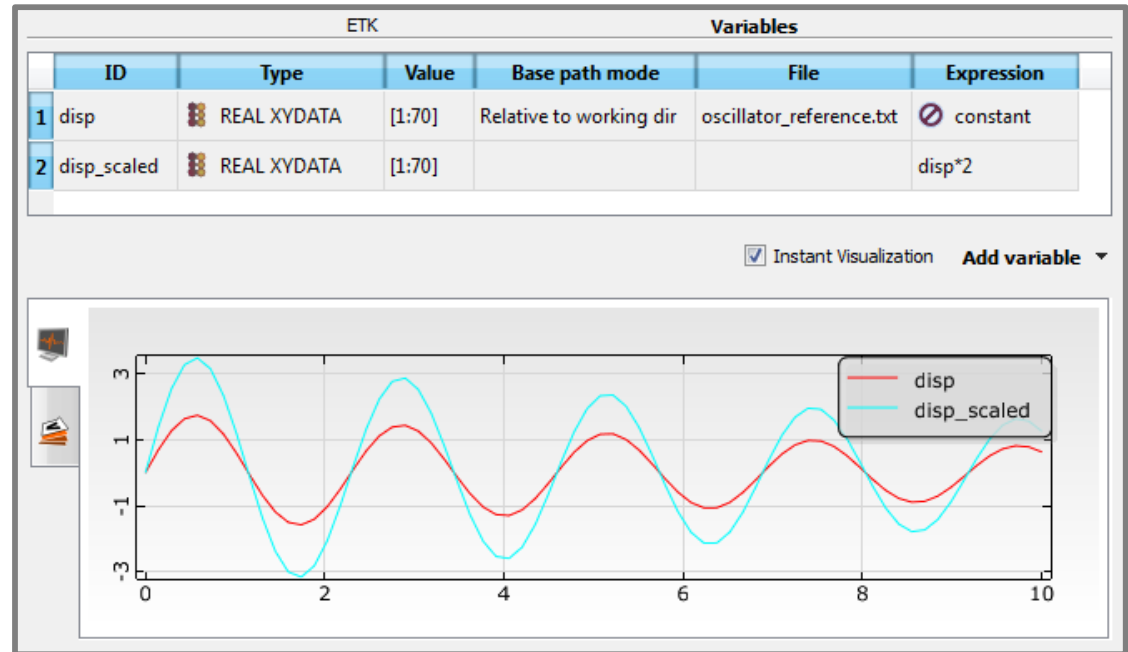 ETK Variables
ID Type Value Base path mode File Expression
1 disp REAL XYDATA [1:70] Relative to working dir oscillator_reference.txt constant
2 disp_scaled REAL XYDATA [1:70] disp*2
Instant Visualization Add variable
disp
disp_scaled
3
1
-1
-3
0 2 4 6 8 10